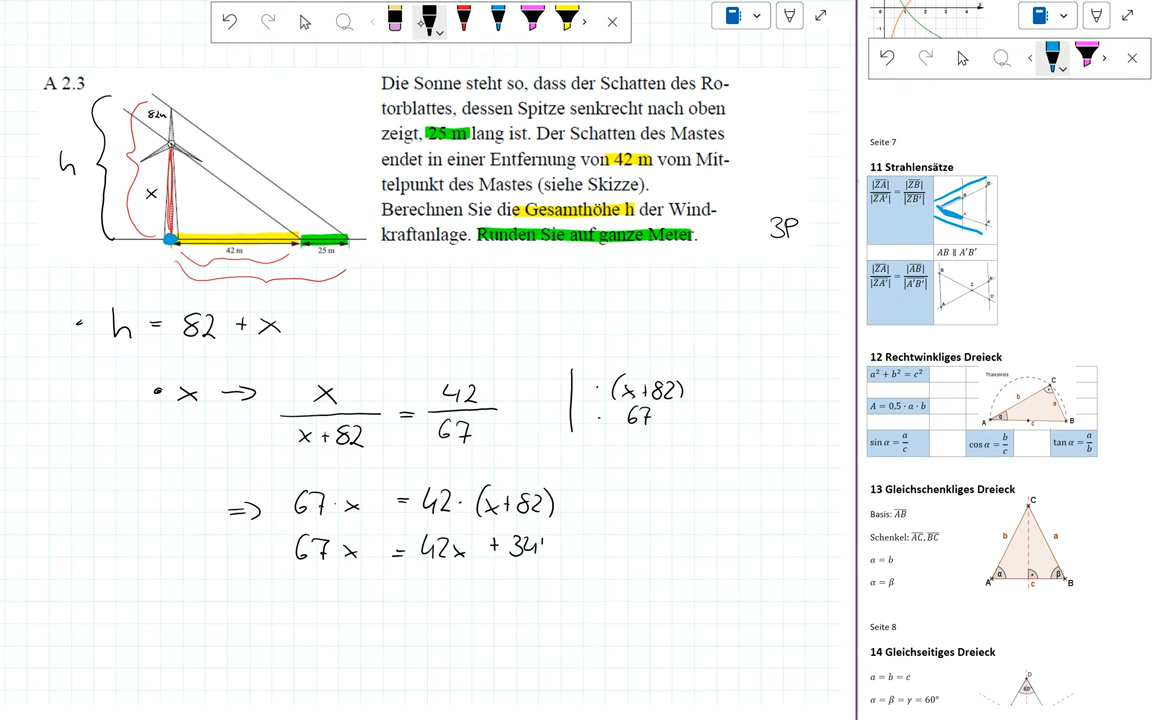 A 2.3
Die Sonne steht so, dass der Schatten des Ro-
torblattes, dessen Spitze senkrecht nach oben
zeigt, 25 m lang ist. Der Schatten des Mastes
endet in einer Entfernung von 42 m vom Mit-
telpunkt des Mastes (siehe Skizze).
Berechnen Sie die Gesamthöhe h der Wind-
kraftanlage. Runden Sie auf ganze Meter.
3P
82m
h
x
42 m
25 m
· h = 82 + x
• x → x / (x+82) = 42 / 67 | · (x+82) · 67
=> 67 · x = 42 · (x+82)
67 x = 42x + 34
Seite 7
11 Strahlensätze
|ZA| / |ZA'| = |ZB| / |ZB'|
AB ∥ A'B'
|ZA| / |ZA'| = |AB| / |A'B'|
12 Rechtwinkliges Dreieck
a² + b² = c²
Thaleskreis
C
b
a
A = 0,5 · a · b
A
α
c
B
sin α = a/c
cos α = b/c
tan α = a/b
13 Gleichschenkliges Dreieck
C
Basis: AB
Schenkel: AC, BC
b
a
a = b
α = β
α
β
A
c
B
Seite 8
14 Gleichseitiges Dreieck
a = b = c
D
60°
α = β = γ = 60°